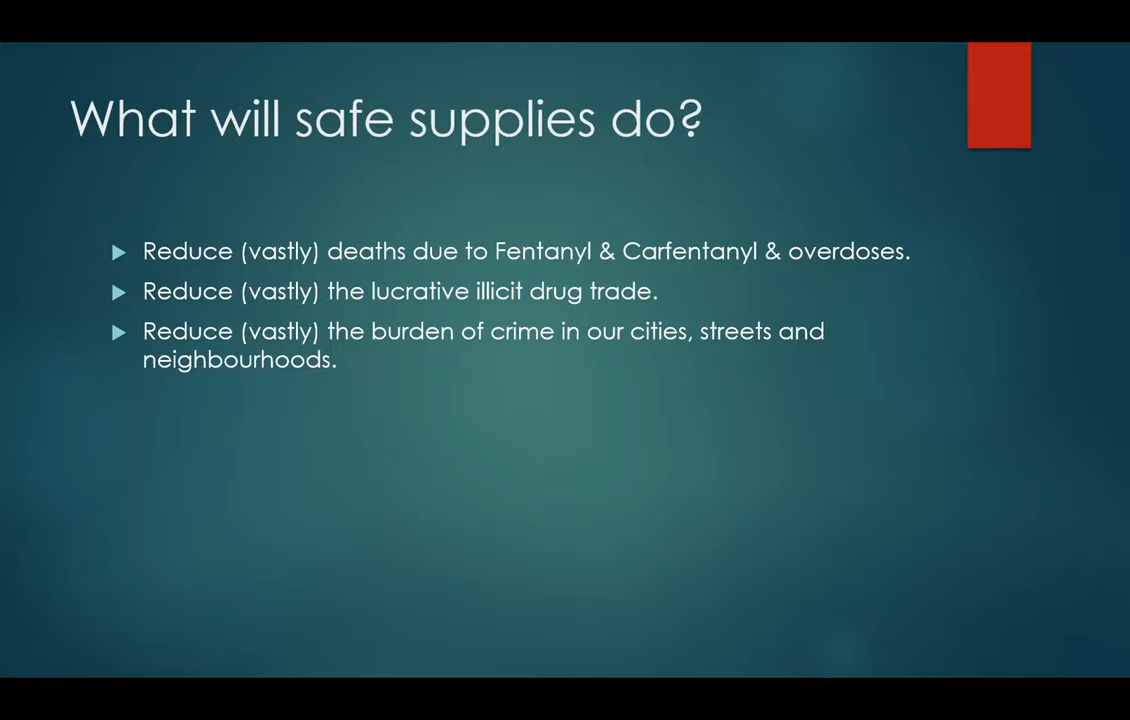 What will safe supplies do?
Reduce (vastly) deaths due to Fentanyl & Carfentanyl & overdoses.
Reduce (vastly) the lucrative illicit drug trade.
Reduce (vastly) the burden of crime in our cities, streets and
neighbourhoods.